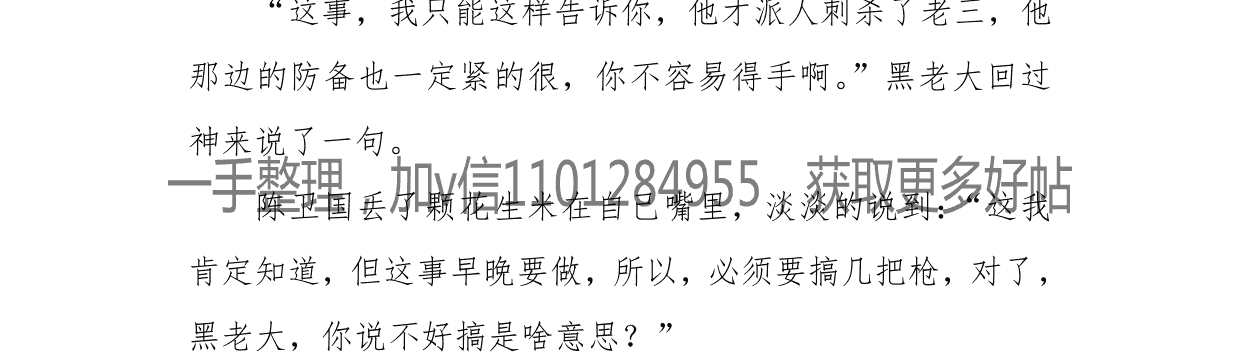 “这事，我只能这样告诉你，他才派人刺杀了老三，他
那边的防备也一定紧的很，你不容易得手啊。”黑老大回过
神来说了一句。
一手整理，加v信1101284955，获取更多好帖
陈卫国丢了颗花生米在自己嘴里，淡淡的说到：“这我
肯定知道，但这事早晚要做，所以，必须要搞几把枪，对了，
黑老大，你说不好搞是啥意思？”